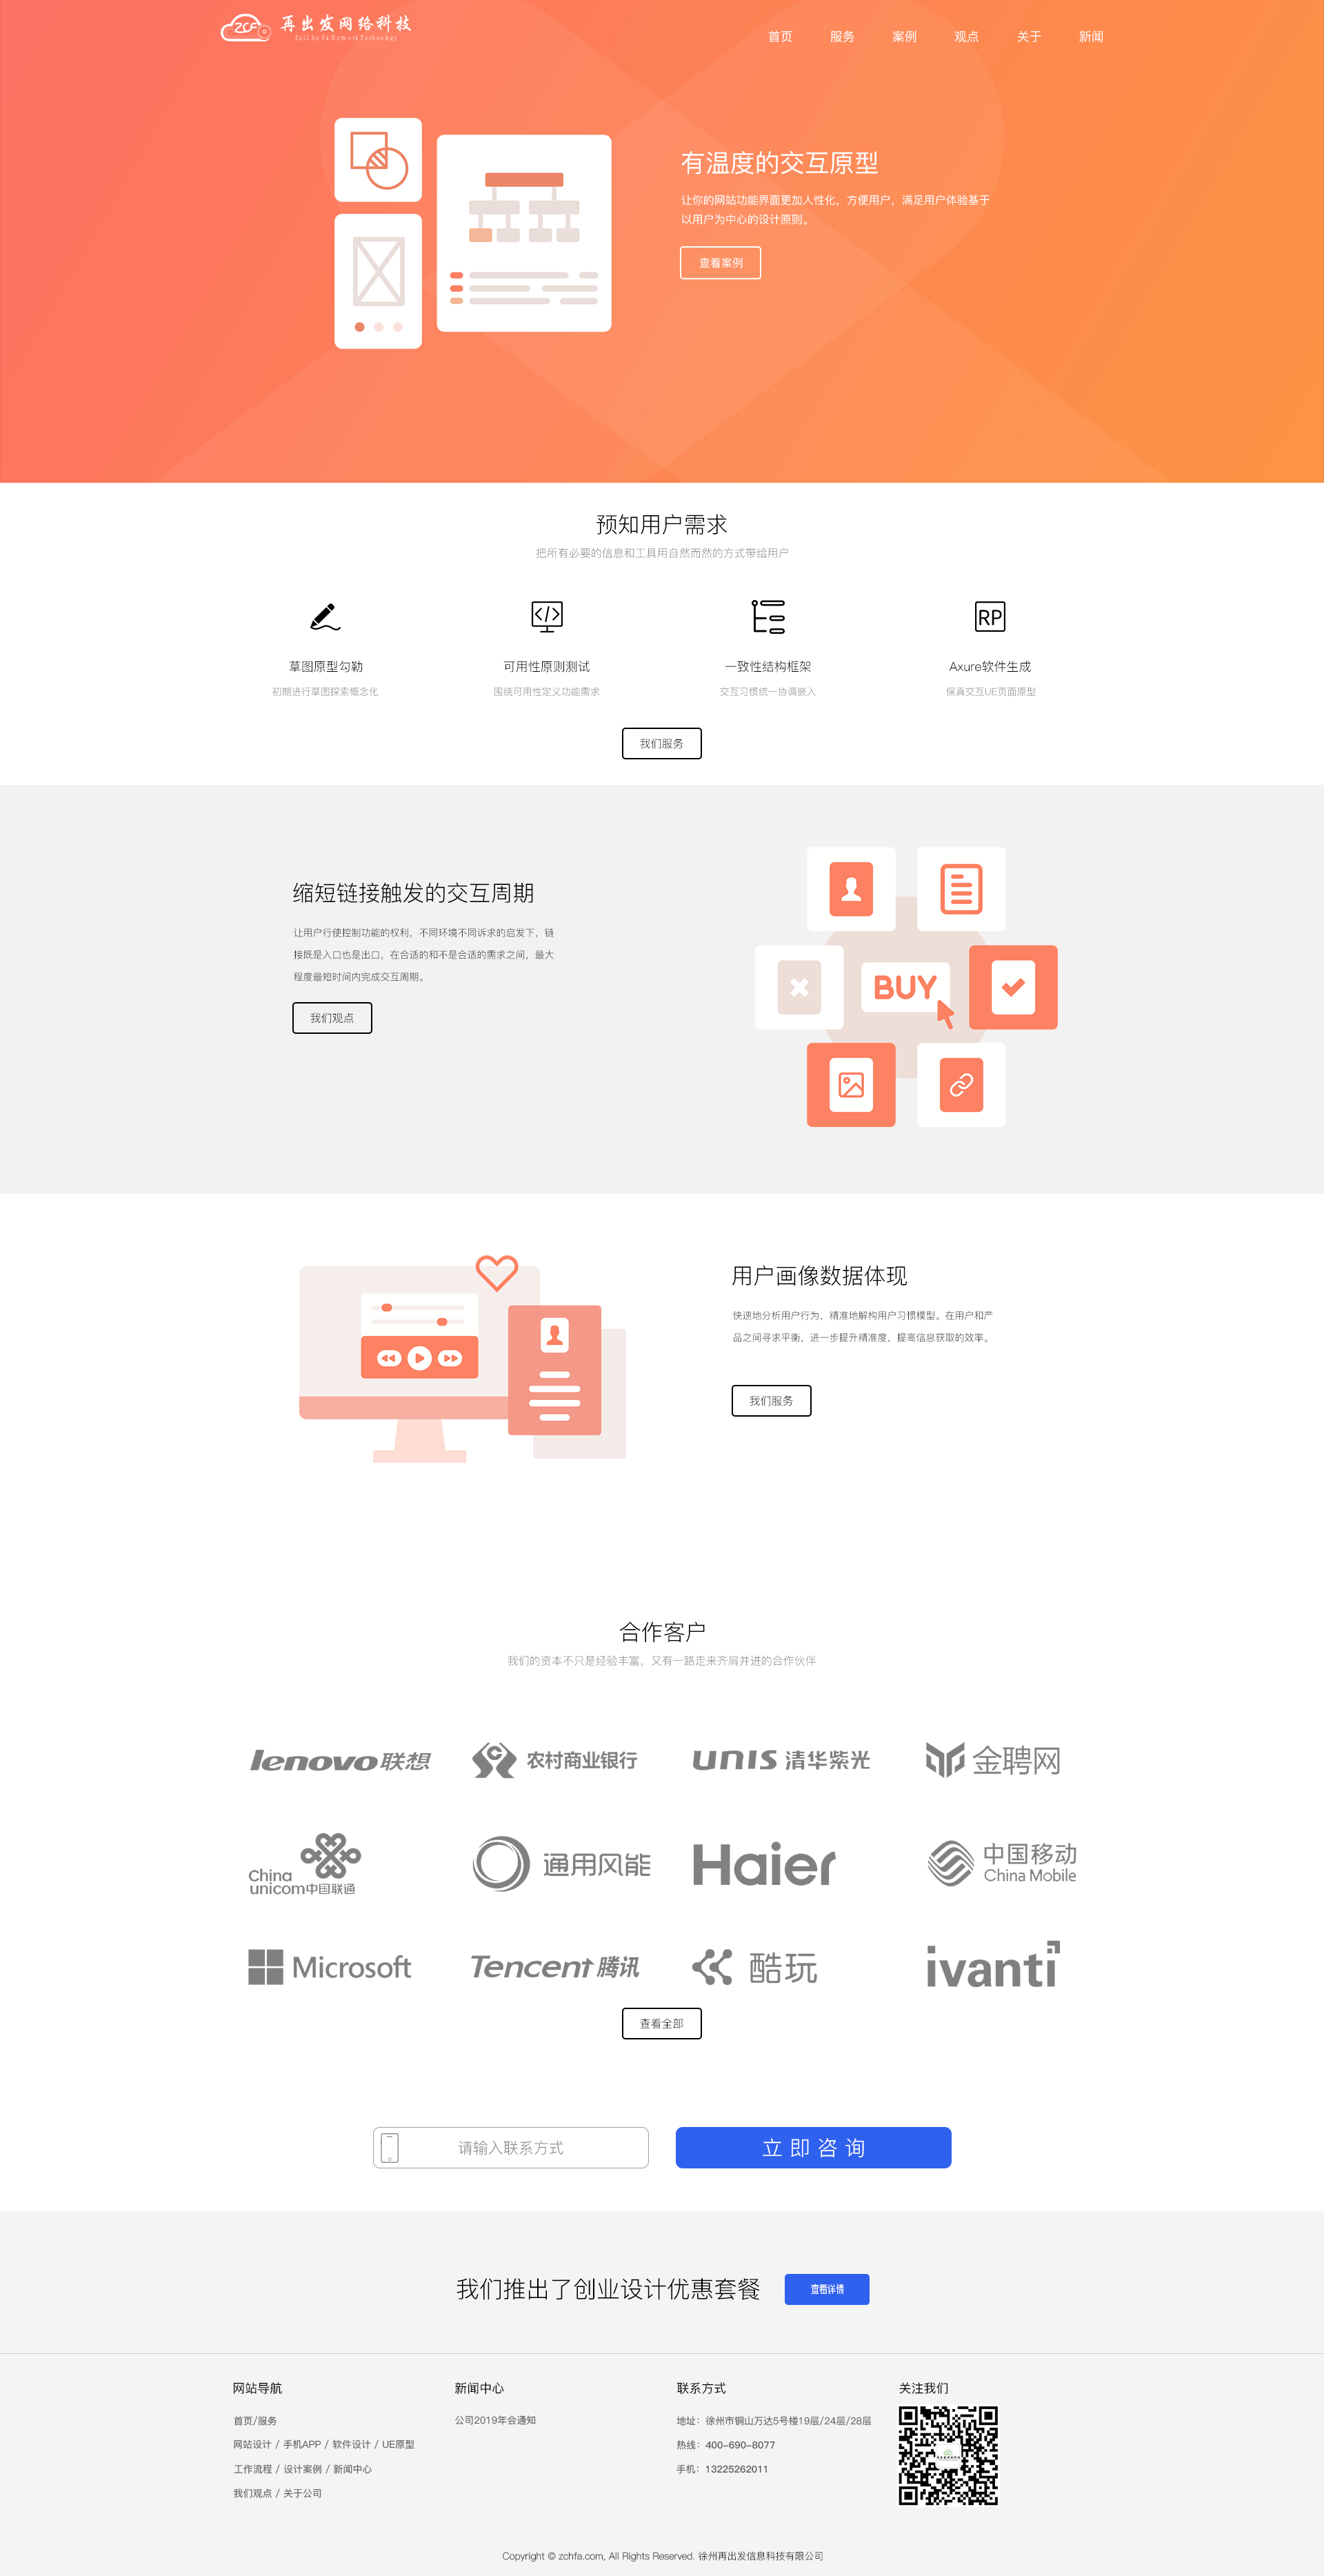 ZCF
再出发网络科技
ZaiChuFa Network Technology
首页 服务 案例 观点 关于 新闻
有温度的交互原型
让你的网站功能界面更加人性化，方便用户，满足用户体验基于
以用户为中心的设计原则。
查看案例
预知用户需求
把所有必要的信息和工具用自然而然的方式带给用户
RP
草图原型勾勒
初期进行草图探索概念化
可用性原则测试
围绕可用性定义功能需求
一致性结构框架
交互习惯统一协调嵌入
Axure软件生成
保真交互UE页面原型
我们服务
缩短链接触发的交互周期
让用户行使控制功能的权利，不同环境不同诉求的启发下，链
接既是入口也是出口，在合适的和不是合适的需求之间，最大
程度最短时间内完成交互周期。
我们观点
BUY
用户画像数据体现
快速地分析用户行为，精准地解构用户习惯模型。在用户和产
品之间寻求平衡，进一步提升精准度，提高信息获取的效率。
我们服务
合作客户
我们的资本不只是经验丰富，又有一路走来齐肩并进的合作伙伴
lenovo联想
农村商业银行
UNIS 清华紫光
金聘网
China
unicom中国联通
通用风能
Haier
中国移动
China Mobile
Microsoft
Tencent 腾讯
酷玩
ivanti
查看全部
请输入联系方式
立即咨询
我们推出了创业设计优惠套餐
查看详情
网站导航
首页/服务
网站设计 / 手机APP / 软件设计 / UE原型
工作流程 / 设计案例 / 新闻中心
我们观点 / 关于公司
新闻中心
公司2019年会通知
联系方式
地址：徐州市铜山万达5号楼19层/24层/28层
热线：400-690-8077
手机：13225262011
关注我们
Copyright © zchfa.com, All Rights Reserved. 徐州再出发信息科技有限公司